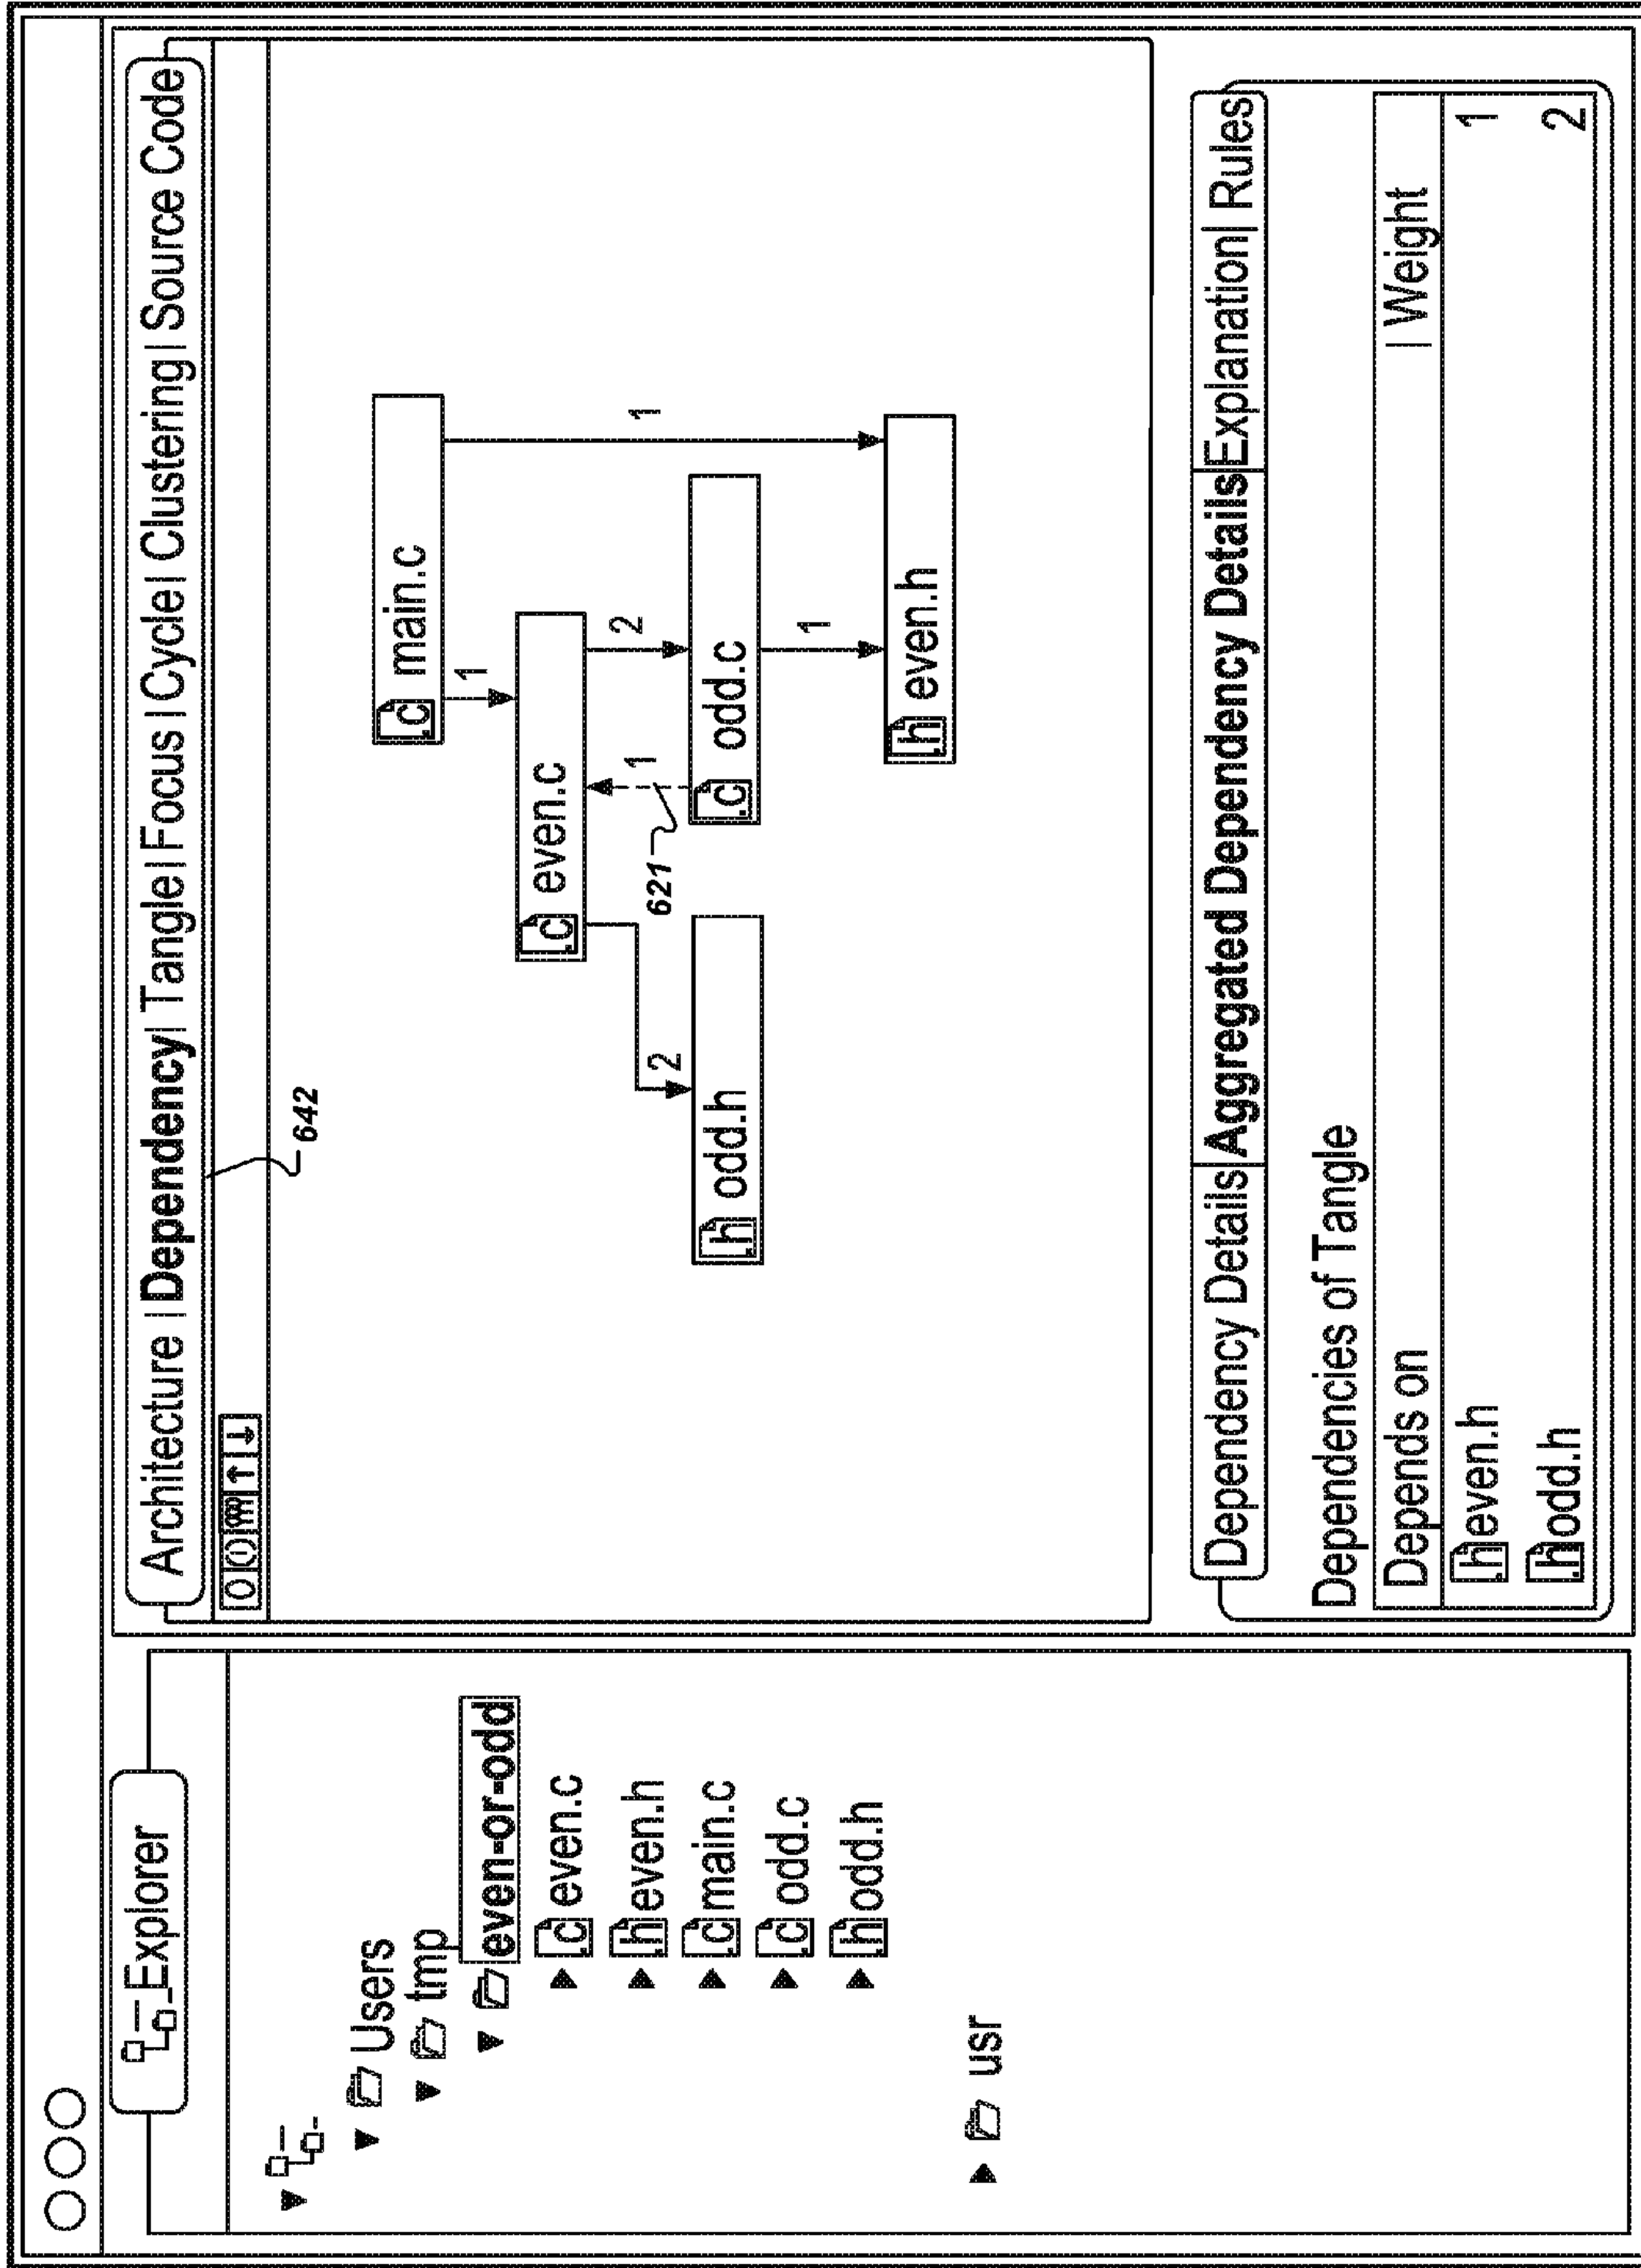 Explorer
Users
tmp
even-or-odd
.c even.c
.h even.h
.c main.c
.c odd.c
.h odd.h
usr
Architecture | Dependency | Tangle | Focus | Cycle | Clustering | Source Code
642
.c main.c
1
1
.c even.c
2
2
1
621
.h odd.h
.c odd.c
1
.h even.h
Dependency Details Aggregated Dependency Details Explanation | Rules
Dependencies of Tangle
Depends on | Weight
.h even.h 1
.h odd.h 2